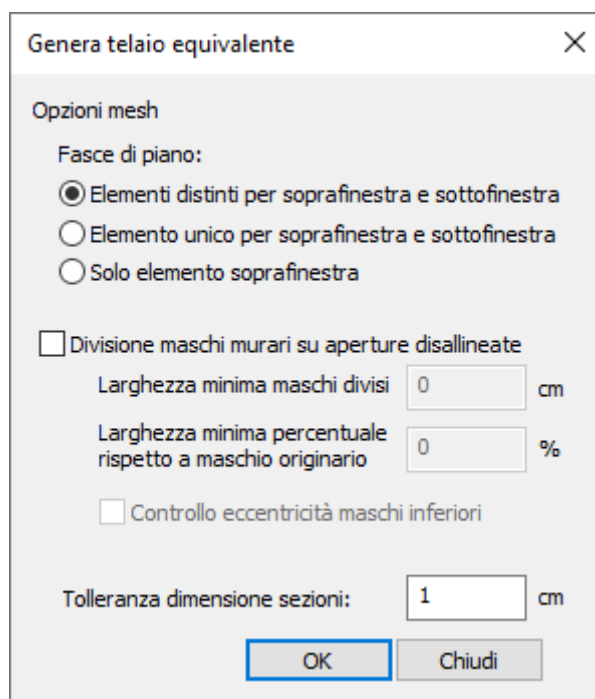 Genera telaio equivalente
Opzioni mesh
Fasce di piano:
Elementi distinti per soprafinestra e sottofinestra
Elemento unico per soprafinestra e sottofinestra
Solo elemento soprafinestra
Divisione maschi murari su aperture disallineate
Larghezza minima maschi divisi 0 cm
Larghezza minima percentuale
rispetto a maschio originario 0 %
Controllo eccentricità maschi inferiori
Tolleranza dimensione sezioni: 1 cm
OK Chiudi